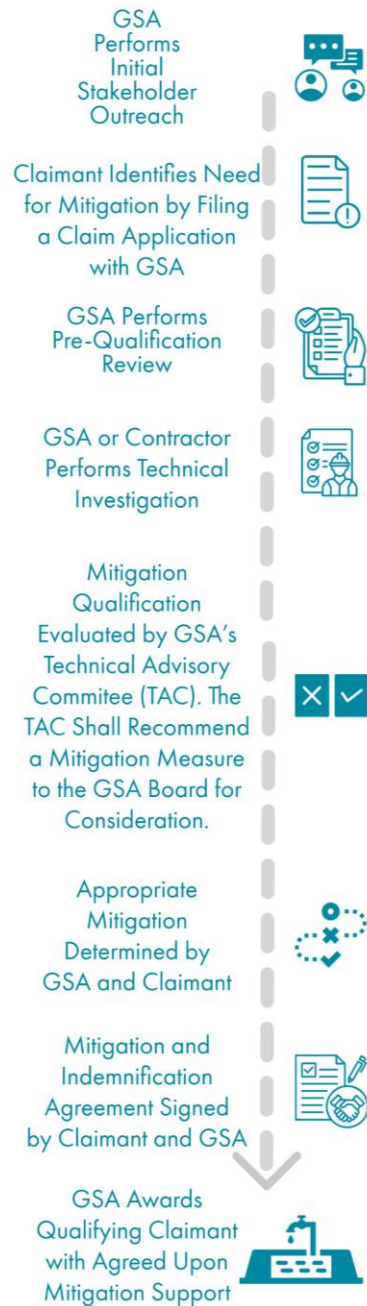 GSA
Performs
Initial
Stakeholder
Outreach
Claimant Identifies Need
for Mitigation by Filing
a Claim Application
with GSA
GSA Performs
Pre-Qualification
Review
GSA or Contractor
Performs Technical
Investigation
Mitigation
Qualification
Evaluated by GSA's
Technical Advisory
Commitee (TAC). The
TAC Shall Recommend
a Mitigation Measure
to the GSA Board for
Consideration.
Appropriate
Mitigation
Determined by
GSA and Claimant
Mitigation and
Indemnification
Agreement Signed
by Claimant and GSA
GSA Awards
Qualifying Claimant
with Agreed Upon
Mitigation Support